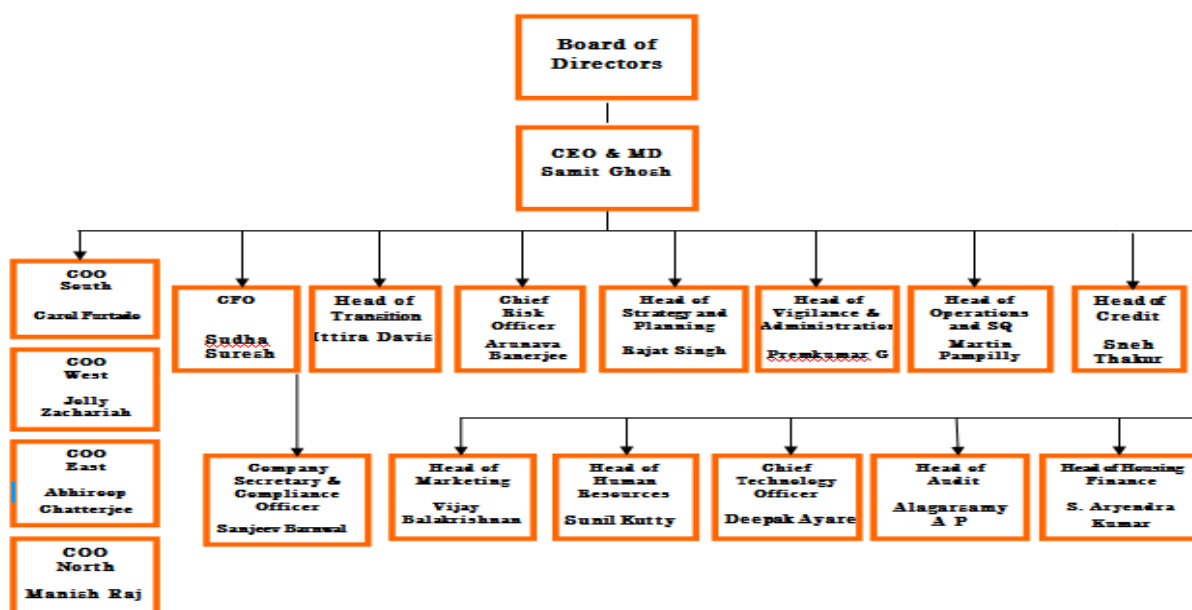 Board of
Directors
CEO & MD
Samit Ghosh
COO
South
Carol Furtado
CFO
Sudha
Suresh
Head of
Transition
Ittira Davis
Chief
Risk
Officer
Arunava
Banerjee
Head of
Strategy and
Planning
Rajat Singh
Head of
Vigilance &
Administration
Premkumar G
Head of
Operations
and SQ
Martin
Pampilly
Head of
Credit
Sneh
Thakur
COO
West
Jolly
Zachariah
COO
East
Abhiroop
Chatterjee
COO
North
Manish Raj
Company
Secretary &
Compliance
Officer
Sanjeev Barnwal
Head of
Marketing
Vijay
Balakrishnan
Head of
Human
Resources
Sunil Kutty
Chief
Technology
Officer
Deepak Ayare
Head of
Audit
Alagarsamy
A P
Head of Housing
Finance
S. Aryendra
Kumar